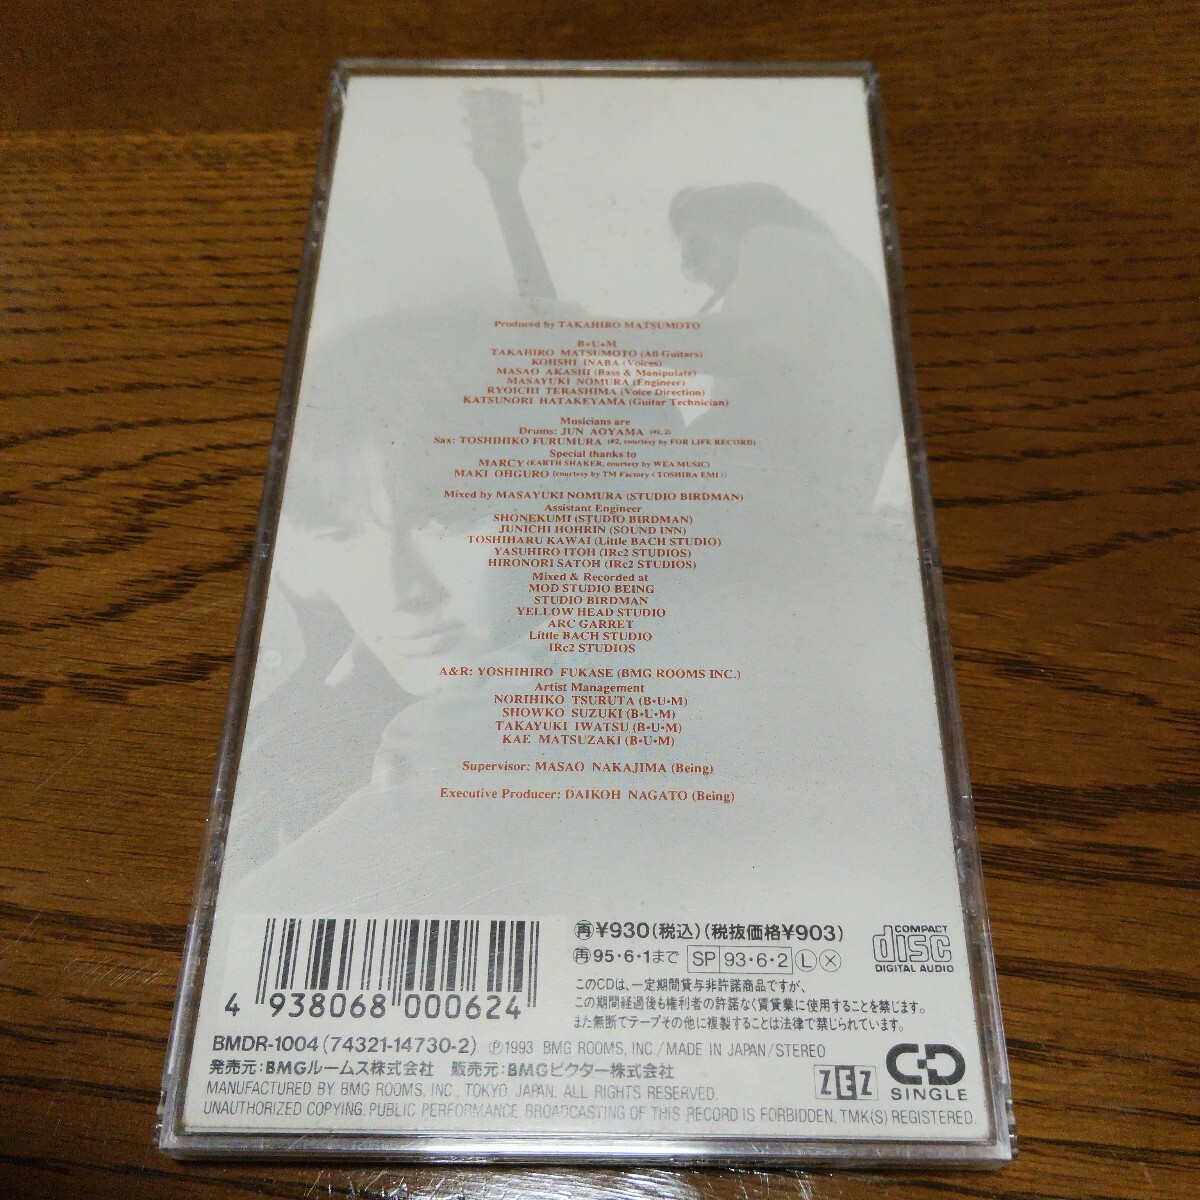 Produced by TAKAHIRO MATSUMOTO
B•U•M
TAKAHIRO MATSUMOTO (All Guitars)
KOHSHI INABA (Voices)
MASAO AKASHI (Bass & Manipulate)
MASAYUKI NOMURA (Engineer)
RYOICHI TERASHIMA (Voice Direction)
KATSUNORI HATAKEYAMA (Guitar Technician)
Musicians are
Drums: JUN AOYAMA (#1, 2)
Sax: TOSHIHIKO FURUMURA (#2, courtesy by FOR LIFE RECORD)
Special thanks to
MARCY (EARTH SHAKER, courtesy by WEA MUSIC)
MAKI OHGURO (courtesy by TM Factory / TOSHIBA EMI)
Mixed by MASAYUKI NOMURA (STUDIO BIRDMAN)
Assistant Engineer
SHONEKUMI (STUDIO BIRDMAN)
JUNICHI HOHRIN (SOUND INN)
TOSHIHARU KAWAI (Little BACH STUDIO)
YASUHIRO ITOH (IRc2 STUDIOS)
HIRONORI SATOH (IRc2 STUDIOS)
Mixed & Recorded at
MOD STUDIO BEING
STUDIO BIRDMAN
YELLOW HEAD STUDIO
ARC GARRET
Little BACH STUDIO
IRc2 STUDIOS
A&R: YOSHIHIRO FUKASE (BMG ROOMS INC.)
Artist Management
NORIHIKO TSURUTA (B•U•M)
SHOWKO SUZUKI (B•U•M)
TAKAYUKI IWATSU (B•U•M)
KAE MATSUZAKI (B•U•M)
Supervisor: MASAO NAKAJIMA (Being)
Executive Producer: DAIKOH NAGATO (Being)
4 938068 000624
再¥930(税込)(税抜価格¥903)
再95・6・1まで SP 93・6・2 L X
COMPACT disc DIGITAL AUDIO
このCDは、一定期間貸与非許諾商品ですが、
この期間経過後も権利者の許諾なく賃貸業に使用することを禁じます。
また無断でテープその他に複製することは法律で禁じられています。
BMDR-1004 (74321-14730-2) Ⓟ1993 BMG ROOMS, INC./MADE IN JAPAN/STEREO
発売元:BMGルームス株式会社 販売元:BMGビクター株式会社
MANUFACTURED BY BMG ROOMS, INC., TOKYO, JAPAN. ALL RIGHTS RESERVED.
UNAUTHORIZED COPYING, PUBLIC PERFORMANCE, BROADCASTING OF THIS RECORD IS FORBIDDEN, TMK(S) REGISTERED.
ZEZ
CD SINGLE